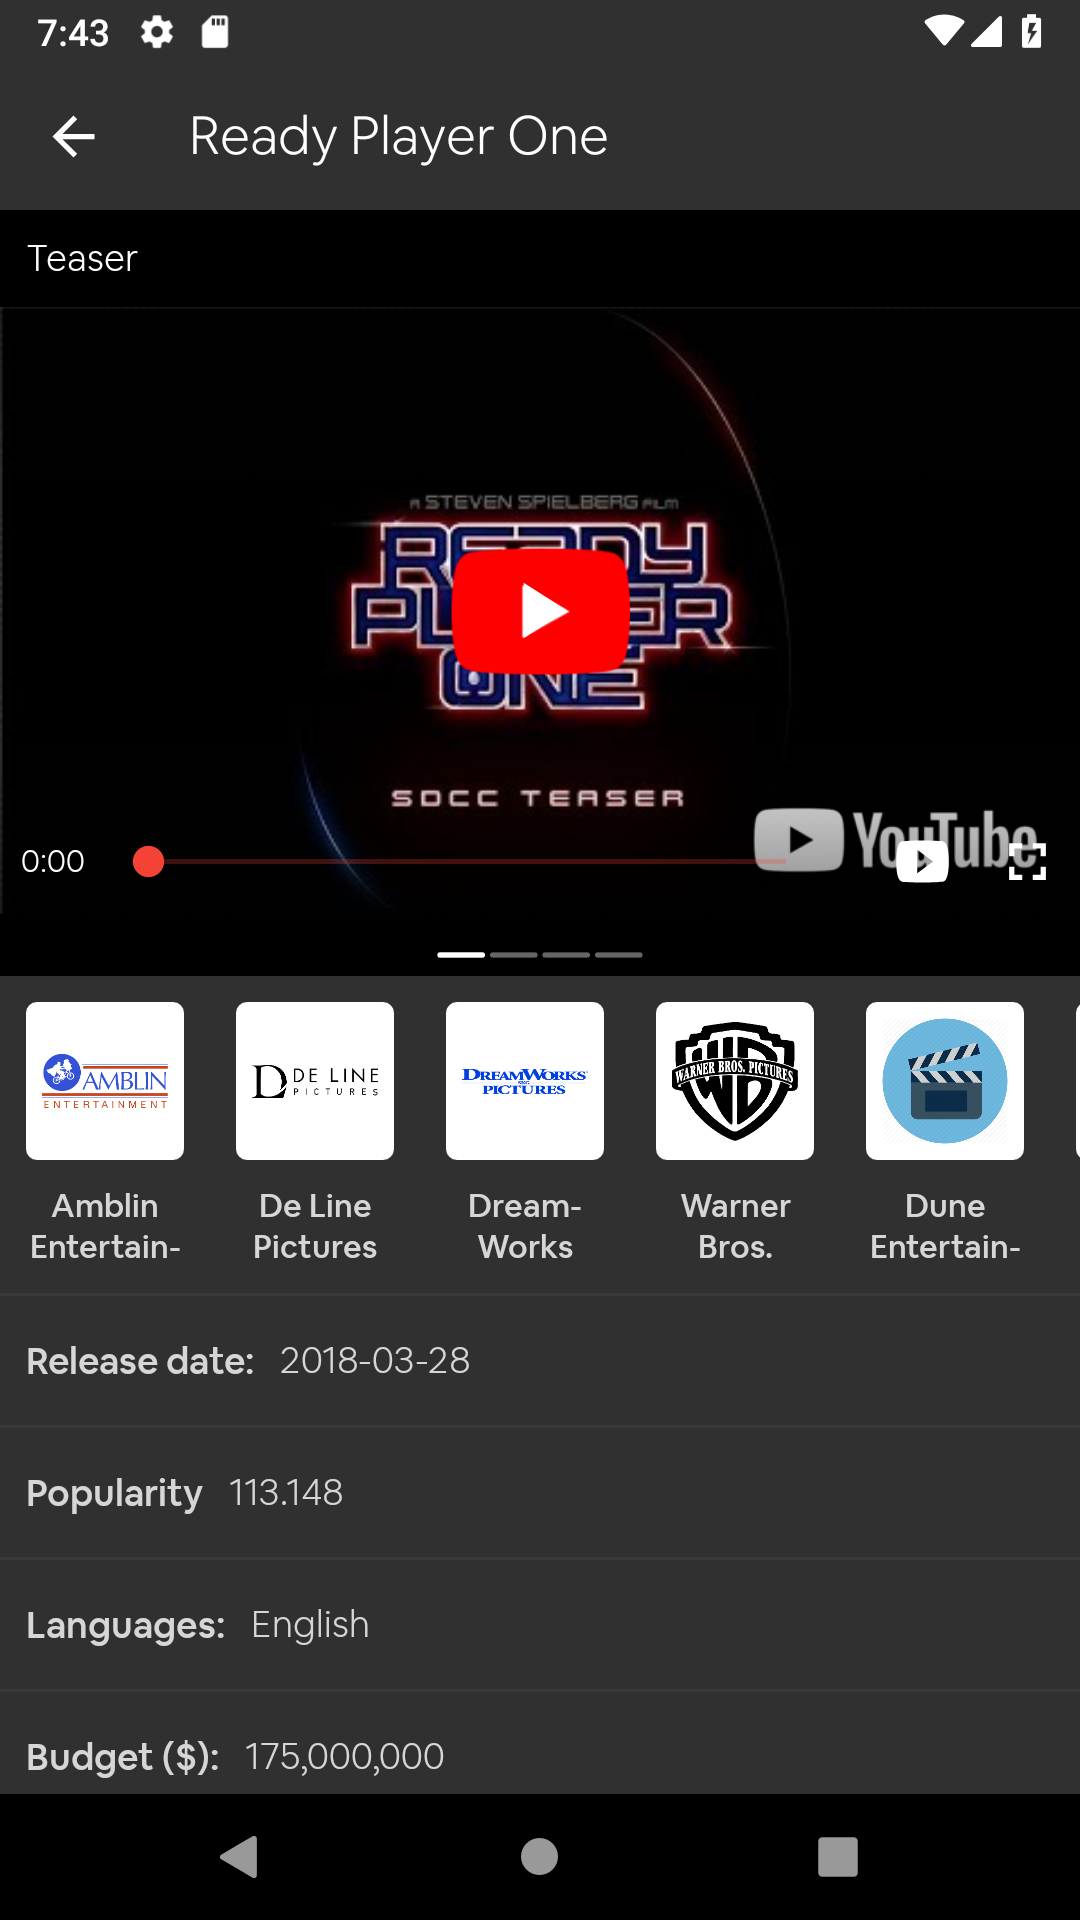 7:43
Ready Player One
Teaser
A STEVEN SPIELBERG FILM
READY
PLAYER
ONE
SDCC TEASER
YouTube
0:00
AMBLIN
ENTERTAINMENT
DE LINE
PICTURES
DREAMWORKS
PICTURES
WARNER BROS. PICTURES
Amblin
Entertain-
De Line
Pictures
Dream-
Works
Warner
Bros.
Dune
Entertain-
Release date: 2018-03-28
Popularity 113.148
Languages: English
Budget ($): 175,000,000